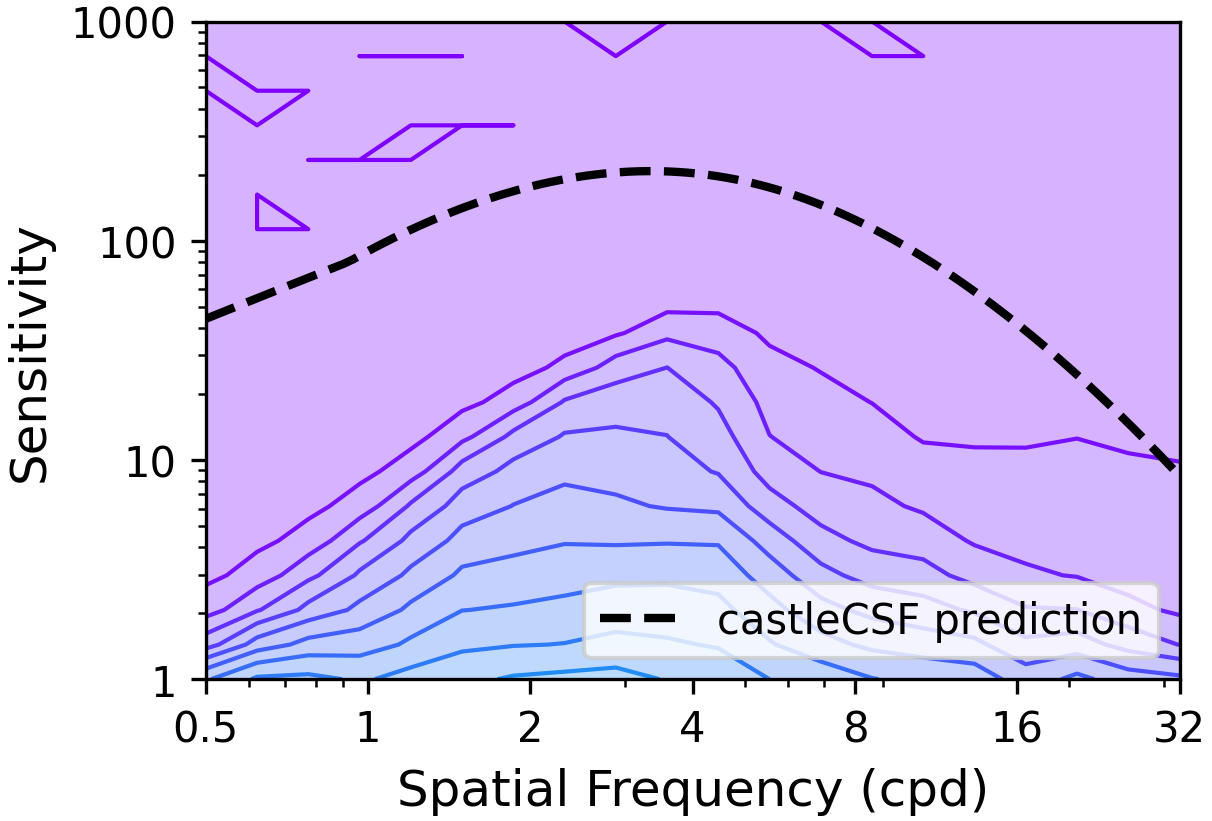 1000
100
10
1
Sensitivity
castleCSF prediction
0.5 1 2 4 8 16 32
Spatial Frequency (cpd)